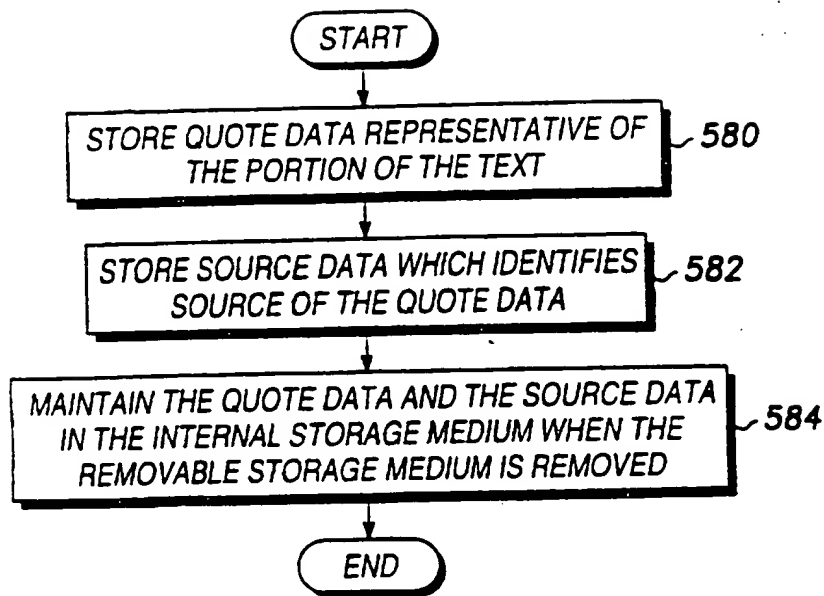 START
STORE QUOTE DATA REPRESENTATIVE OF
THE PORTION OF THE TEXT
580
STORE SOURCE DATA WHICH IDENTIFIES
SOURCE OF THE QUOTE DATA
582
MAINTAIN THE QUOTE DATA AND THE SOURCE DATA
IN THE INTERNAL STORAGE MEDIUM WHEN THE
REMOVABLE STORAGE MEDIUM IS REMOVED
584
END